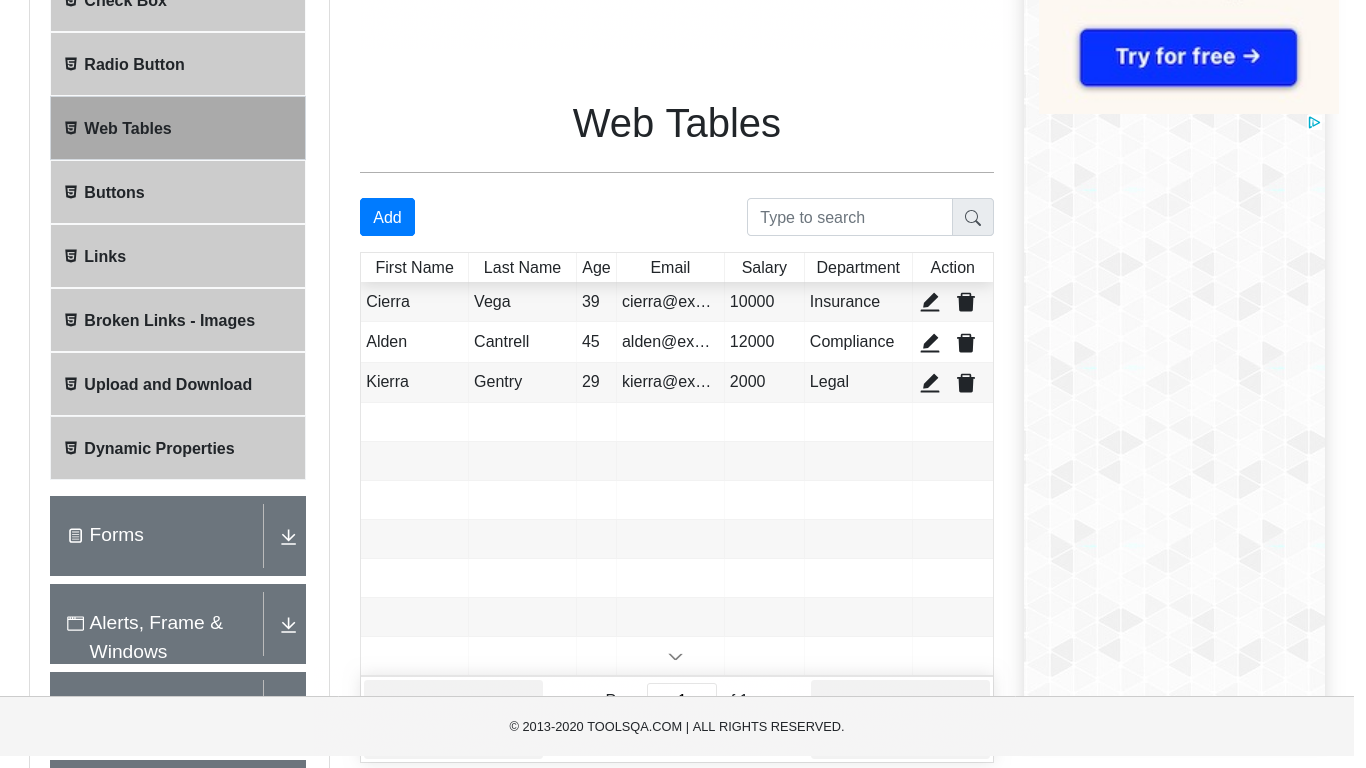 Check Box
Radio Button
Web Tables
Buttons
Links
Broken Links - Images
Upload and Download
Dynamic Properties
Forms
Alerts, Frame &
Windows
Web Tables
Add
Type to search
First Name Last Name Age Email Salary Department Action
Cierra Vega 39 cierra@ex… 10000 Insurance
Alden Cantrell 45 alden@ex… 12000 Compliance
Kierra Gentry 29 kierra@ex… 2000 Legal
Try for free →
© 2013-2020 TOOLSQA.COM | ALL RIGHTS RESERVED.